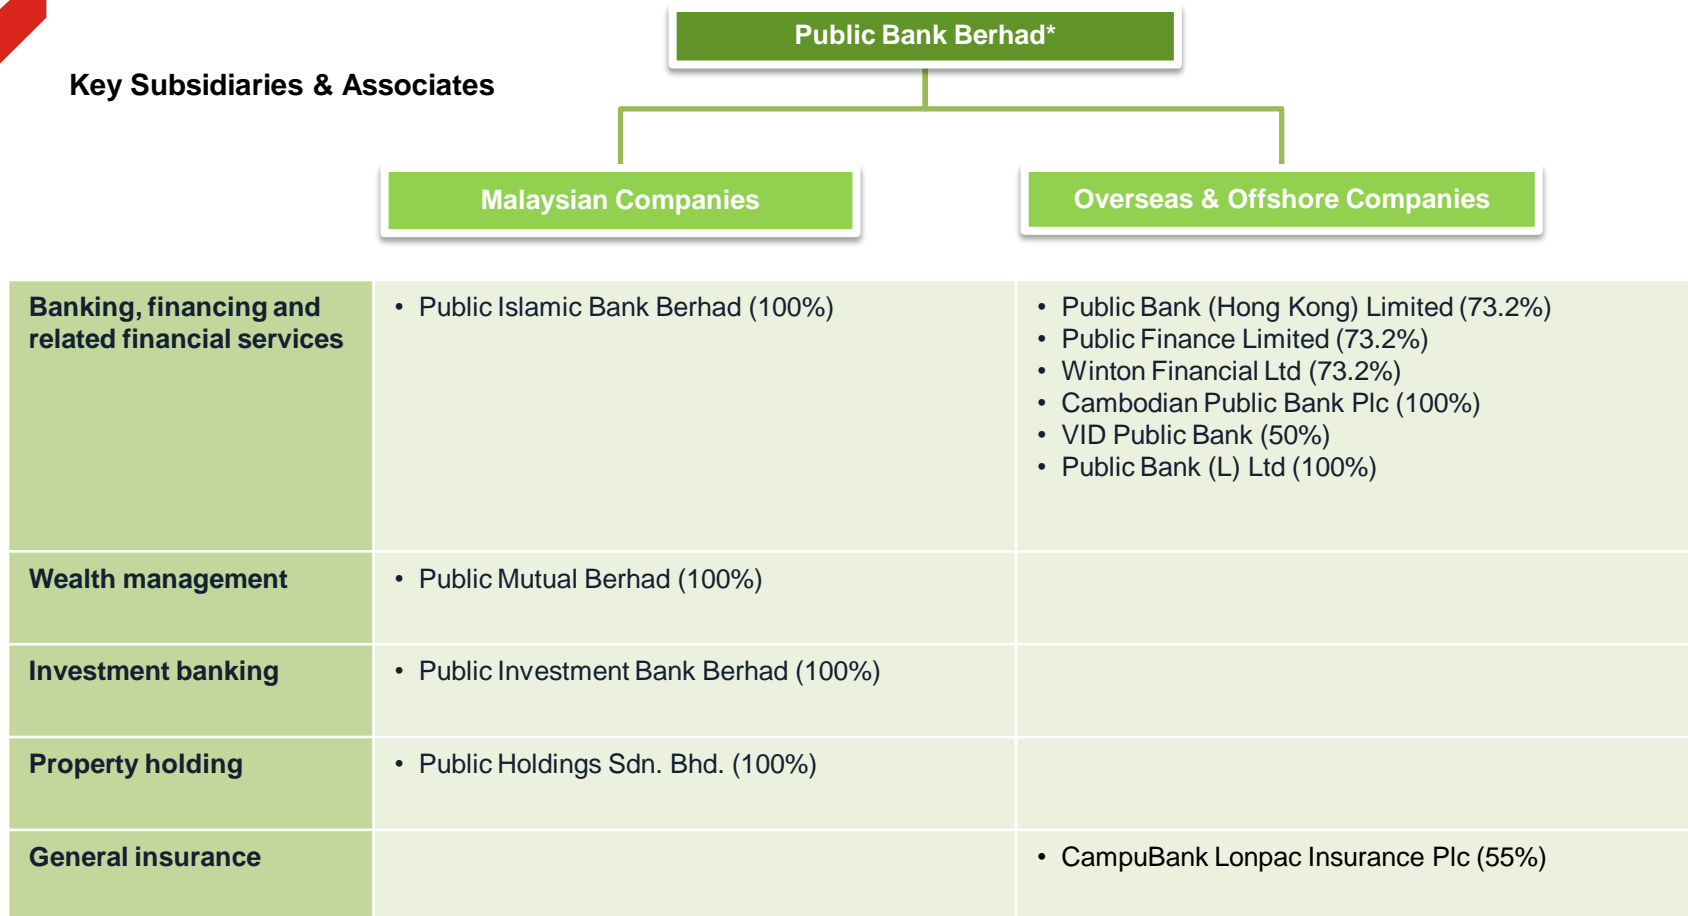 Public Bank Berhad*
Key Subsidiaries & Associates
Malaysian Companies
Overseas & Offshore Companies
Banking, financing and
related financial services
• Public Islamic Bank Berhad (100%)
• Public Bank (Hong Kong) Limited (73.2%)
• Public Finance Limited (73.2%)
• Winton Financial Ltd (73.2%)
• Cambodian Public Bank Plc (100%)
• VID Public Bank (50%)
• Public Bank (L) Ltd (100%)
Wealth management
• Public Mutual Berhad (100%)
Investment banking
• Public Investment Bank Berhad (100%)
Property holding
• Public Holdings Sdn. Bhd. (100%)
General insurance
• CampuBank Lonpac Insurance Plc (55%)